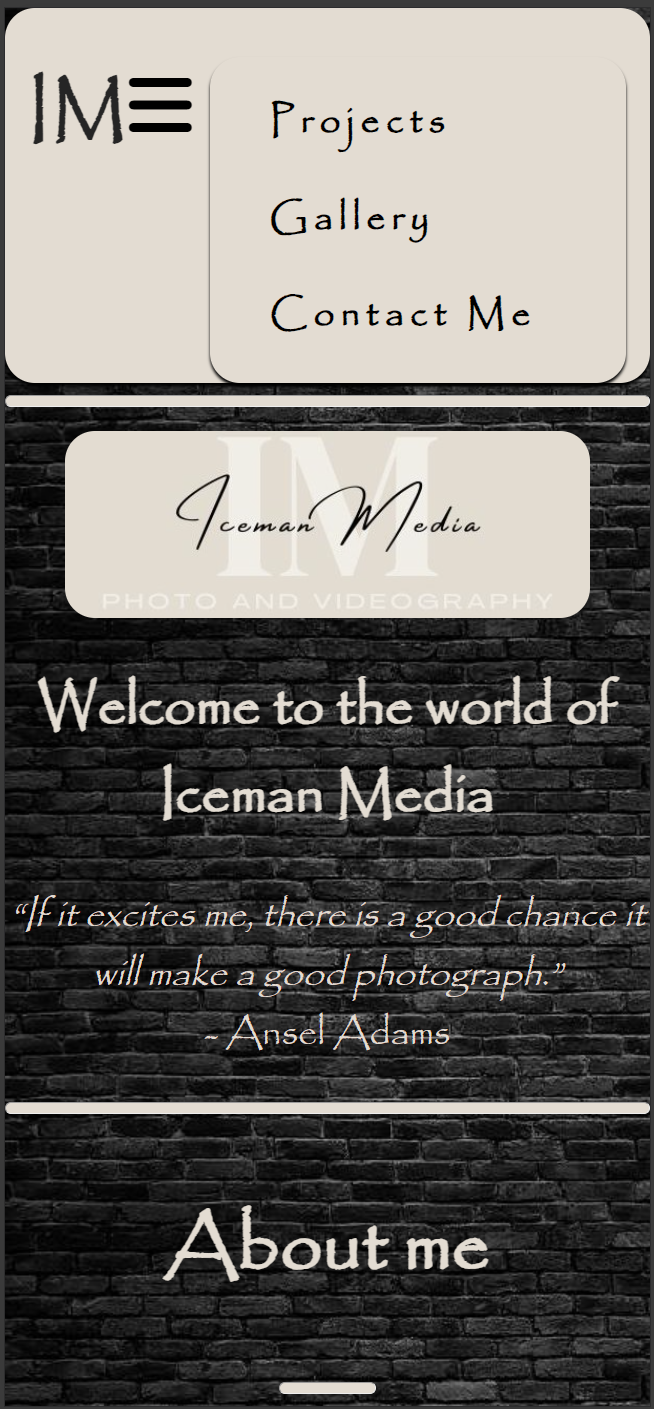 IM
Projects
Gallery
Contact Me
IM
Iceman Media
PHOTO AND VIDEOGRAPHY
Welcome to the world of
Iceman Media
“If it excites me, there is a good chance it
will make a good photograph.”
- Ansel Adams
About me